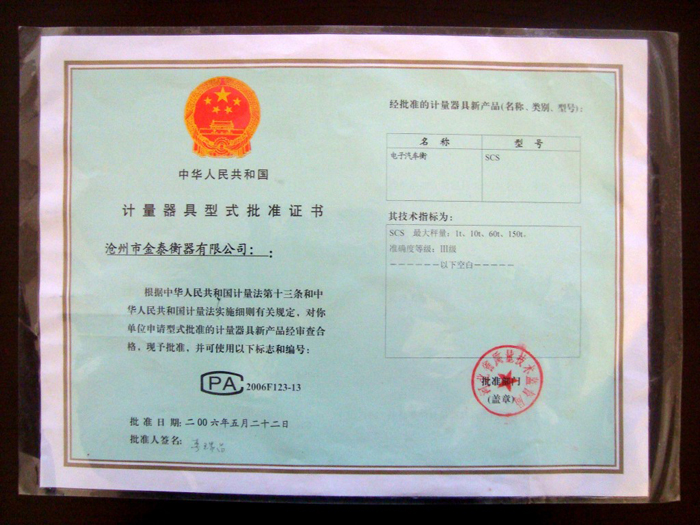 中华人民共和国
计量器具型式批准证书
沧州市金泰衡器有限公司: :
根据中华人民共和国计量法第十三条和中
华人民共和国计量法实施细则有关规定，对你
单位申请型式批准的计量器具新产品经审查合
格，现予批准，并可使用以下标志和编号：
CPA 2006F123-13
批准日期：二00六年五月二十二日
批准人签名：
经批准的计量器具新产品(名称、类别、型号)：
名称 型号
电子汽车衡 SCS
其技术指标为：
SCS 最大秤量：1t、10t、60t、150t、
准确度等级：III级
——————以下空白—————
批准部门
(盖章)